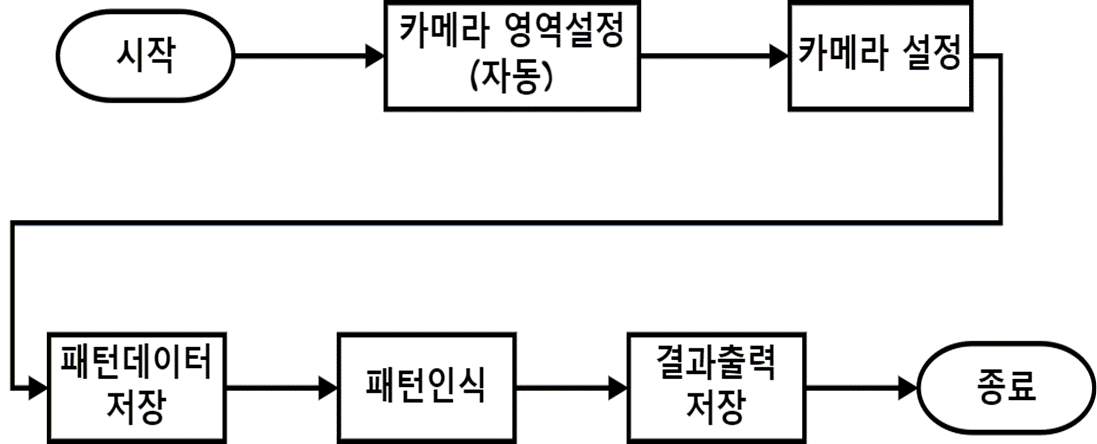 시작
카메라 영역설정
(자동)
카메라 설정
패턴데이터
저장
패턴인식
결과출력
저장
종료